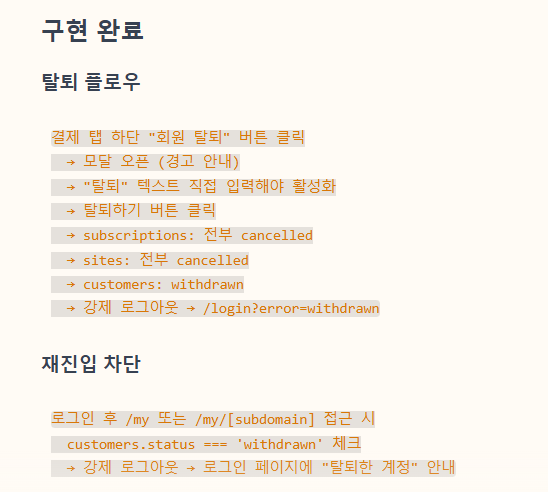 구현 완료
탈퇴 플로우
결제 탭 하단 "회원 탈퇴" 버튼 클릭
→ 모달 오픈 (경고 안내)
→ "탈퇴" 텍스트 직접 입력해야 활성화
→ 탈퇴하기 버튼 클릭
→ subscriptions: 전부 cancelled
→ sites: 전부 cancelled
→ customers: withdrawn
→ 강제 로그아웃 → /login?error=withdrawn
재진입 차단
로그인 후 /my 또는 /my/[subdomain] 접근 시
customers.status === 'withdrawn' 체크
→ 강제 로그아웃 → 로그인 페이지에 "탈퇴한 계정" 안내